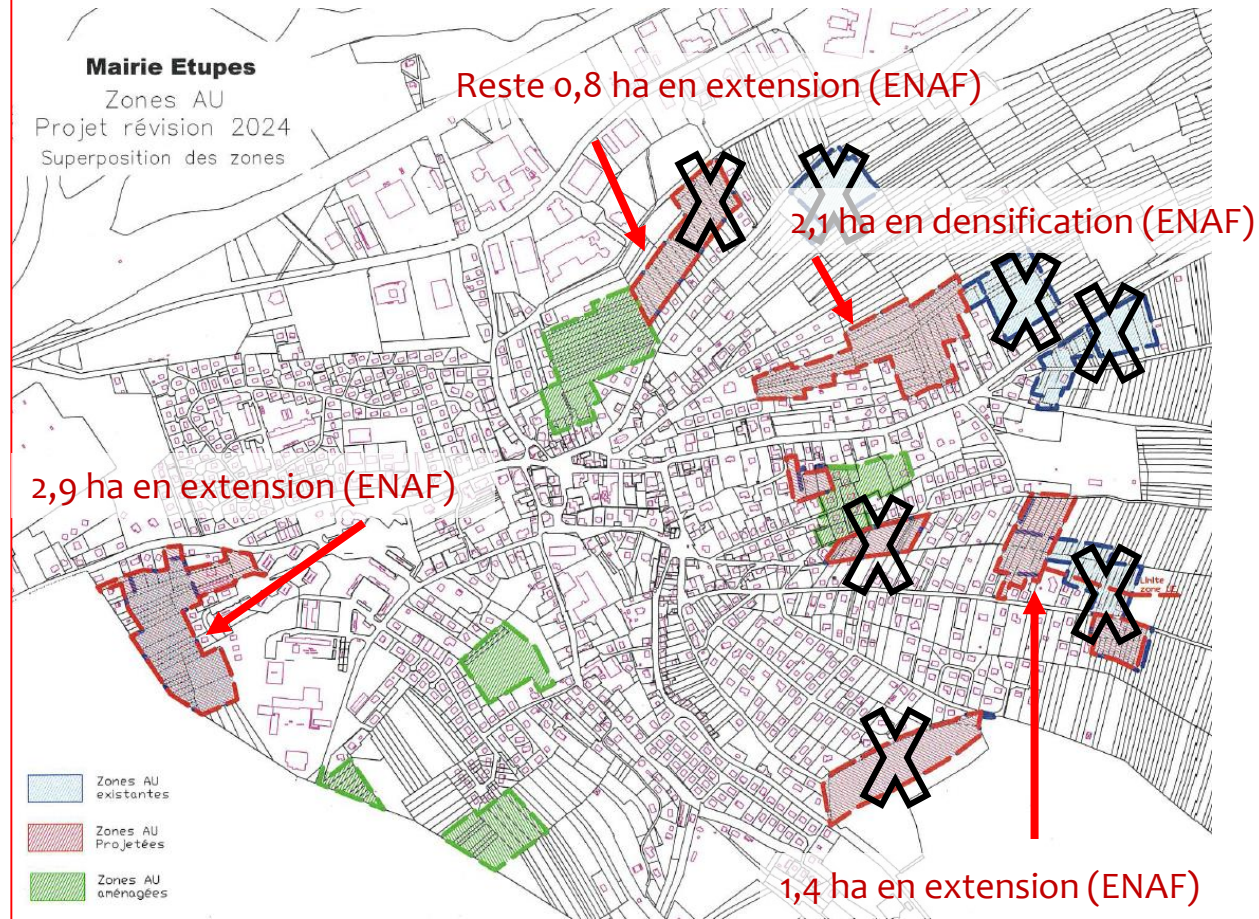 Mairie Etupes
Zones AU
Projet révision 2024
Superposition des zones
Reste 0,8 ha en extension (ENAF)
2,1 ha en densification (ENAF)
2,9 ha en extension (ENAF)
Limite
zone
1,4 ha en extension (ENAF)
Zones AU
existantes
Zones AU
Projetées
Zones AU
aménagées